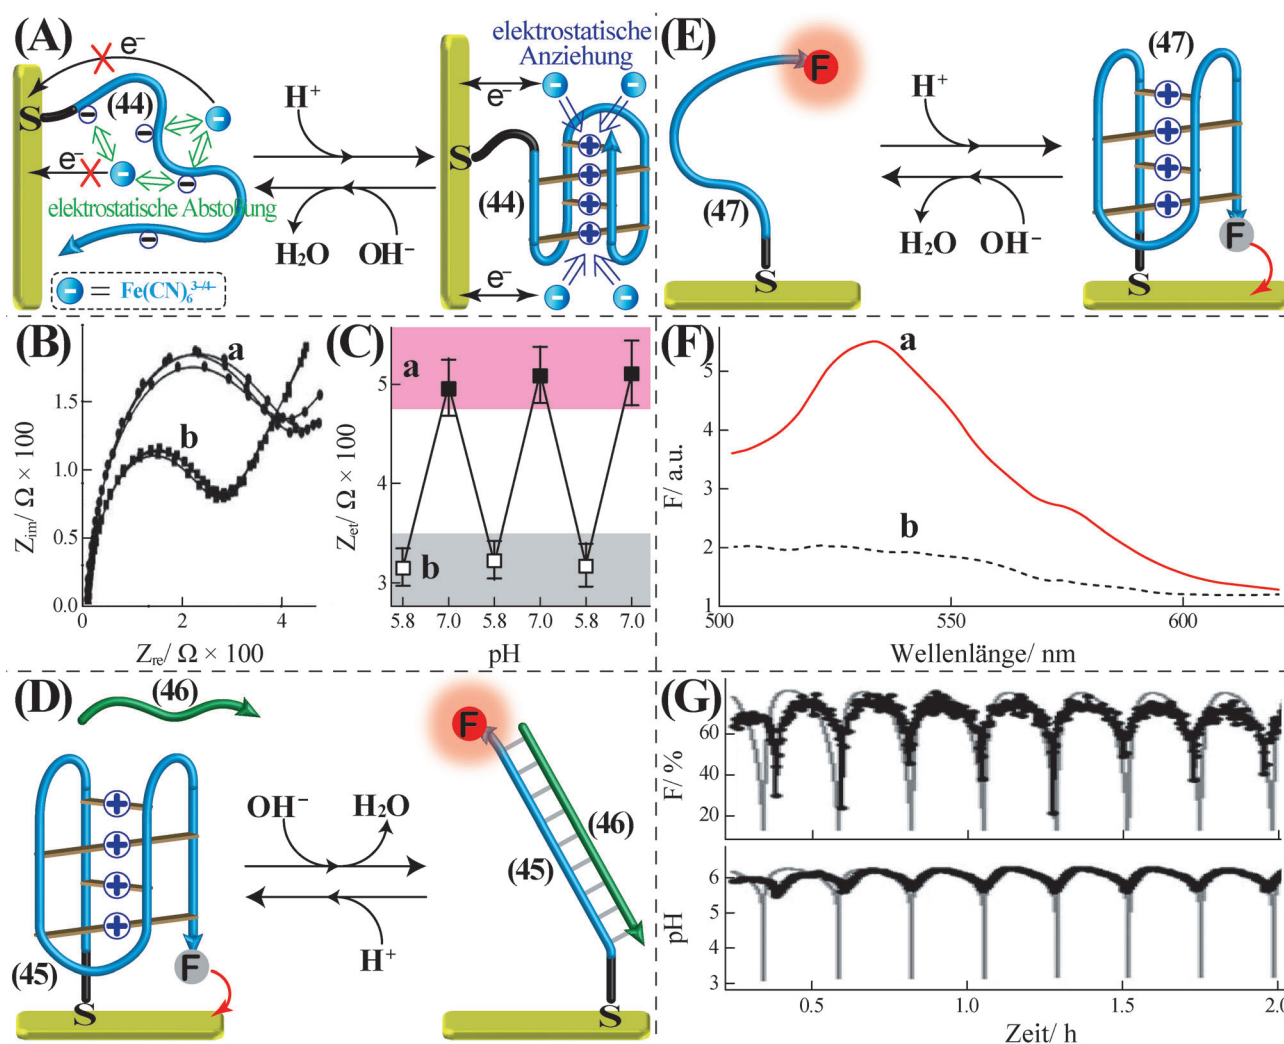 (A)
e⁻
(44)
S
e⁻
elektrostatische Abstoßung
= Fe(CN)₆³⁻/⁴⁻
H⁺
H₂O OH⁻
elektrostatische
Anziehung
e⁻
S
(44)
e⁻
(E)
F
(47)
S
H⁺
H₂O OH⁻
(47)
F
S
(B)
a
b
Z_im/ Ω × 100
1.5
1.0
0.5
0.0
0 2 4
Z_re/ Ω × 100
(C)
a
b
Z_et/ Ω × 100
5
4
3
5.8 7.0 5.8 7.0 5.8 7.0
pH
(F)
a
b
F/ a.u.
5
4
3
2
1
500 550 600
Wellenlänge/ nm
(D)
(46)
(45)
F
S
OH⁻ H₂O
H⁺
F
(46)
(45)
S
(G)
F/ %
60
40
20
pH
6
5
4
3
0.5 1.0 1.5 2.0
Zeit/ h